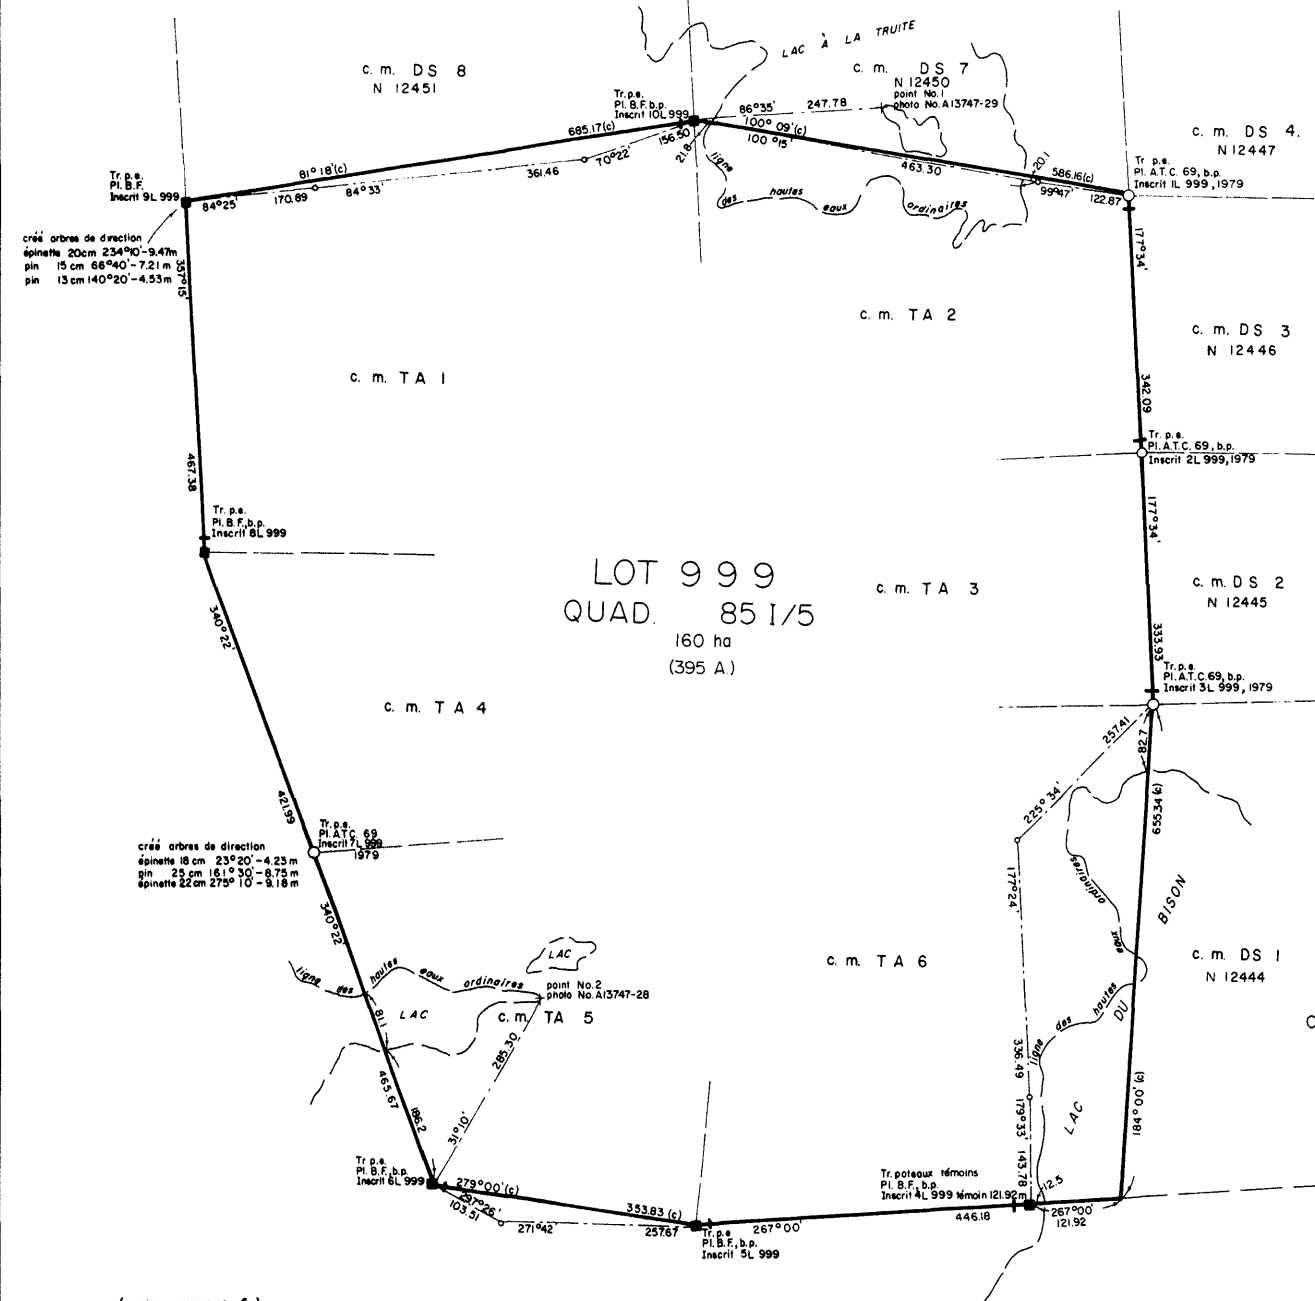 LAC À LA TRUITE
c. m. DS 8
N 12451
c. m. DS 7
N 12450
point No. 1
photo No. A13747-29
Tr. p.e.
Pl. B.F. b.p.
Inscrit 10L 999
86°35'
247.78
685.17(c)
156.50
70°22'
21.8
100° 09'(c)
100°15'
c. m. DS 4.
N 12447
81°18'(c)
361.46
463.30
20.1
586.16(c)
99°47'
122.87
Tr p.e.
Pl. A.T.C. 69, b.p.
Inscrit 1L 999, 1979
Tr. p.e.
Pl. B.F.
Inscrit 9L 999
84°25'
170.89
84°33'
ligne des hautes eaux ordinaires
créé arbres de direction
épinette 20cm 234°10'-9.47m
pin 15 cm 66°40'-7.21 m
pin 13 cm 140°20'-4.53m
357°15'
177°34'
c. m. TA 2
c. m. DS 3
N 12446
c. m. TA 1
342.09
467.38
Tr. p.e.
Pl. A.T.C. 69, b.p.
Inscrit 2L 999, 1979
Tr. p.e.
Pl. B.F., b.p.
Inscrit 8L 999
177°34'
LOT 999
QUAD. 85 I/5
160 ha
(395 A.)
c. m. TA 3
c. m. DS 2
N 12445
340°22'
333.93
Tr. p.e.
Pl. A.T.C. 69, b.p.
Inscrit 3L 999, 1979
c. m. TA 4
257.41
82.7
225° 34'
655.34 (c)
421.99
Tr. p.e.
Pl. A.T.C. 69
Inscrit 7L 999
1979
créé arbres de direction
épinette 18 cm 23°20'-4.23 m
pin 25 cm 161°30'-8.75 m
épinette 22 cm 275°10'-9.18 m
177°24'
340°22'
ligne des hautes eaux ordinaires
LAC DU BISON
LAC
ligne des hautes eaux ordinaires
c. m. TA 6
c. m. DS 1
N 12444
point No. 2
photo No. A13747-28
c. m. TA 5
81.1
LAC
285.30
336.49
465.67
186.2
31°10'
179°33'
184°00' (c)
143.78
Tr p.e.
Pl. B.F., b.p.
Inscrit 6L 999
279°00' (c)
297°26'
103.51
271°42
353.83 (c)
257.67
Tr. poteaux témoins
Pl. B.F., b.p.
Inscrit 4L 999 témoin 121.92 m
12.5
446.18
267°00'
267°00'
121.92
Tr. p.e
Pl. B.F., b.p.
Inscrit 5L 999